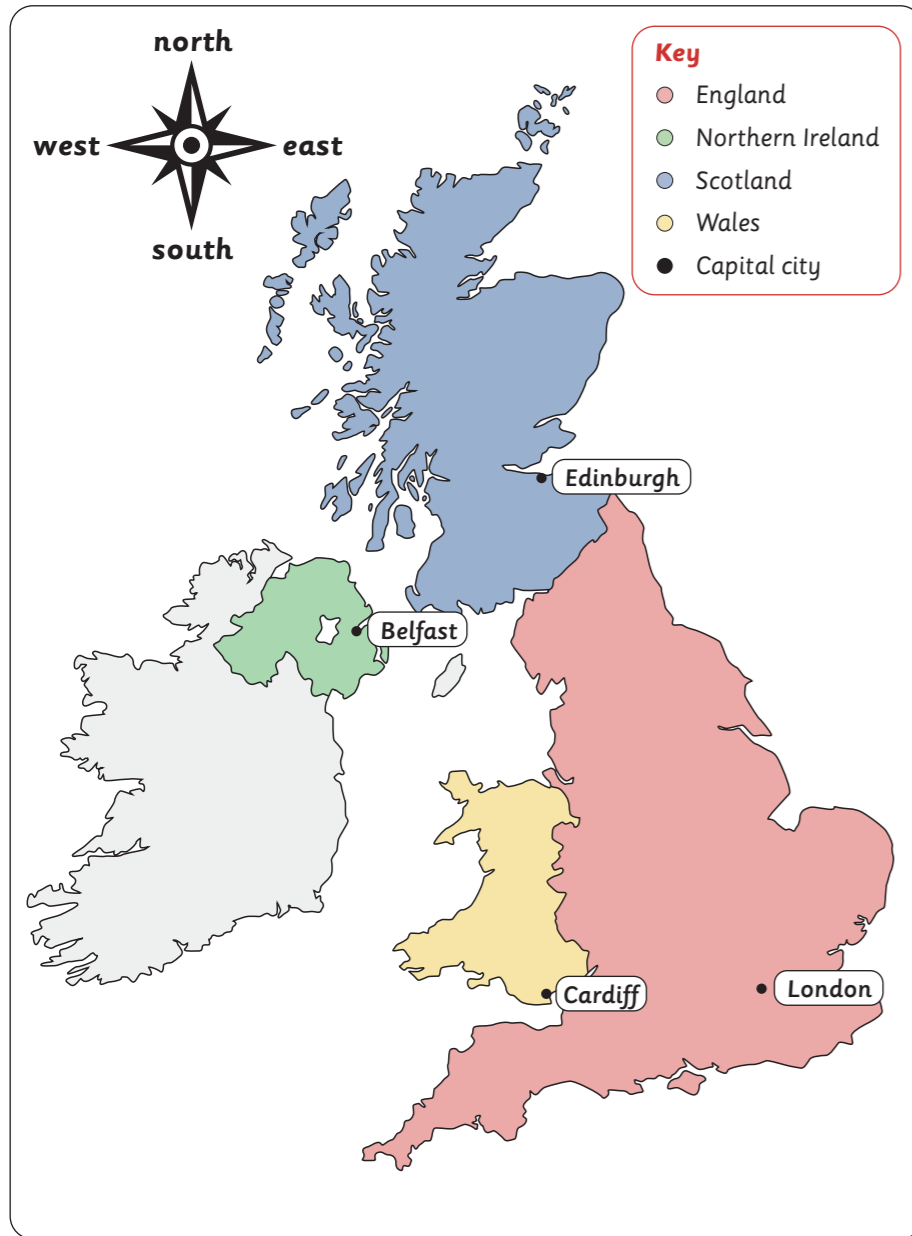 north
west
east
south
Key
England
Northern Ireland
Scotland
Wales
Capital city
Edinburgh
Belfast
Cardiff
London